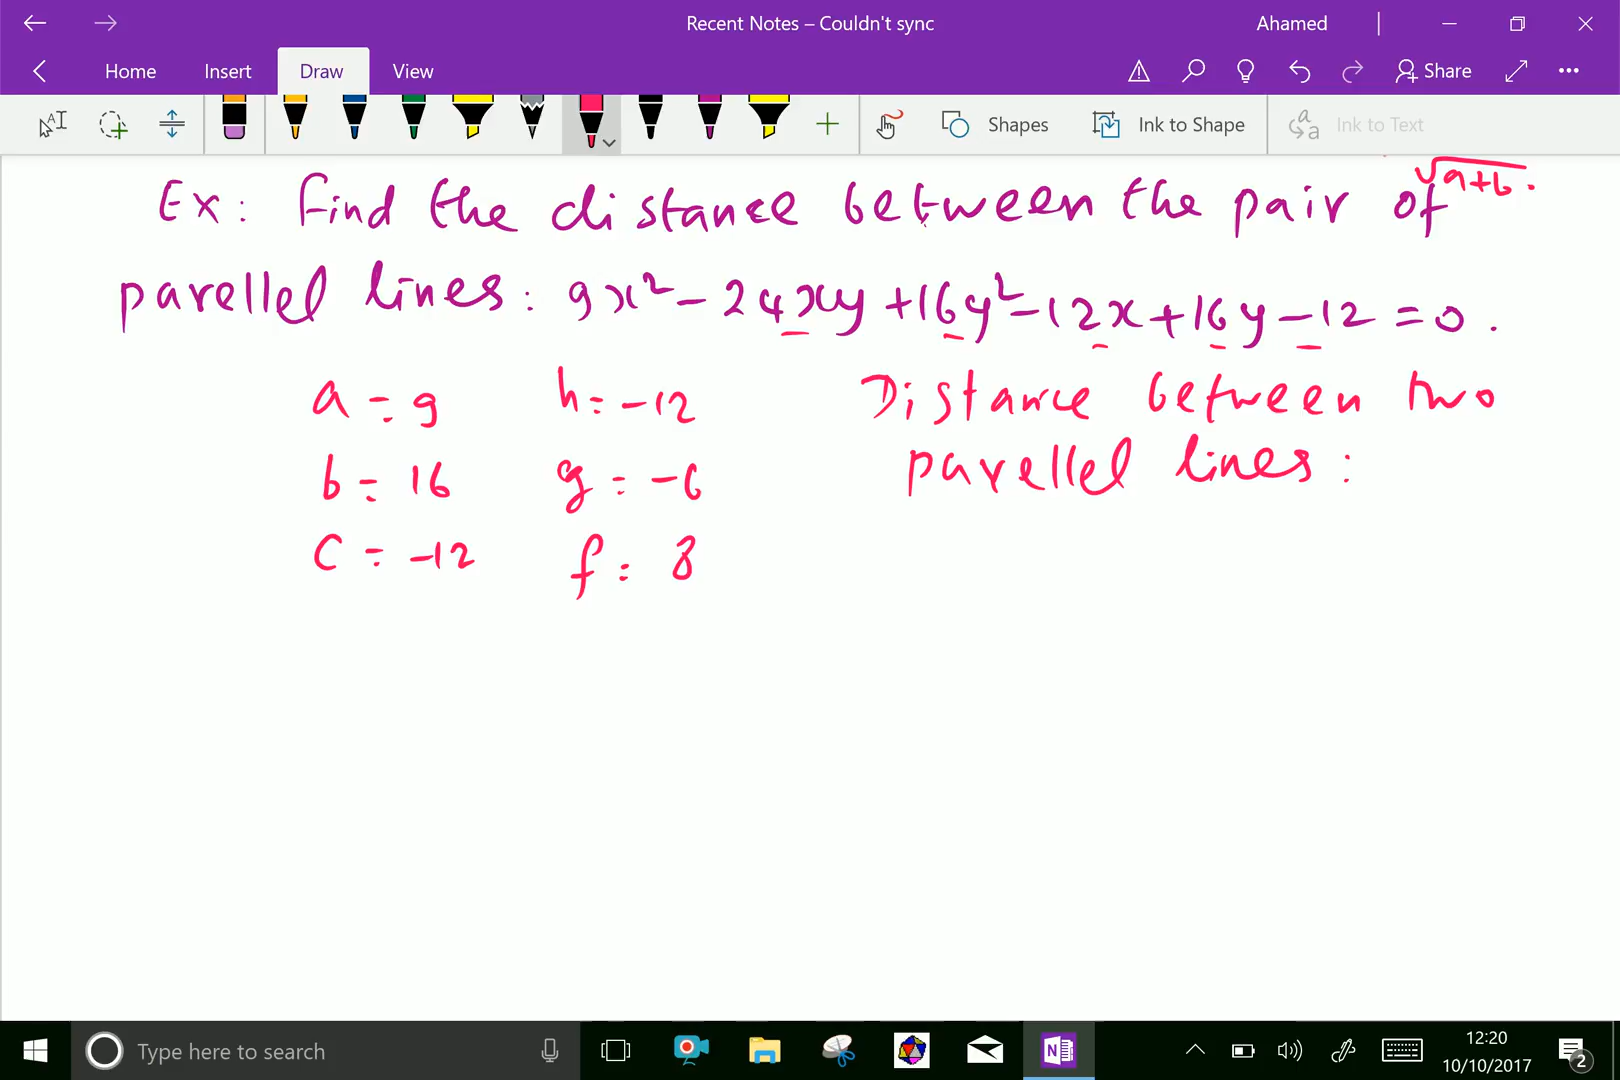 Recent Notes – Couldn't sync
Ahamed
Home Insert Draw View
Share
Shapes Ink to Shape Ink to Text
√a+b .
Ex: Find the distance between the pair of
parellel lines: 9x² - 24xy + 16y² - 12x + 16y - 12 = 0 .
a = 9 h = -12 Distance between two
b = 16 g = -6 parellel lines :
c = -12 f = 8
Type here to search
12:20
10/10/2017
2